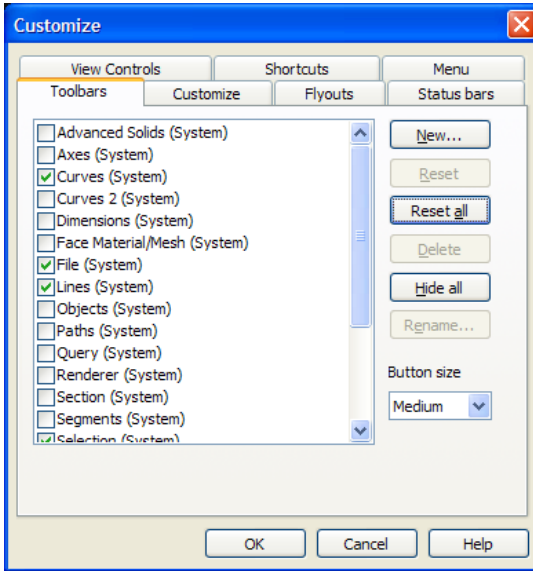 Customize
View Controls
Shortcuts
Menu
Toolbars
Customize
Flyouts
Status bars
Advanced Solids (System)
Axes (System)
Curves (System)
Curves 2 (System)
Dimensions (System)
Face Material/Mesh (System)
File (System)
Lines (System)
Objects (System)
Paths (System)
Query (System)
Renderer (System)
Section (System)
Segments (System)
Selection (System)
New...
Reset
Reset all
Delete
Hide all
Rename...
Button size
Medium
OK
Cancel
Help